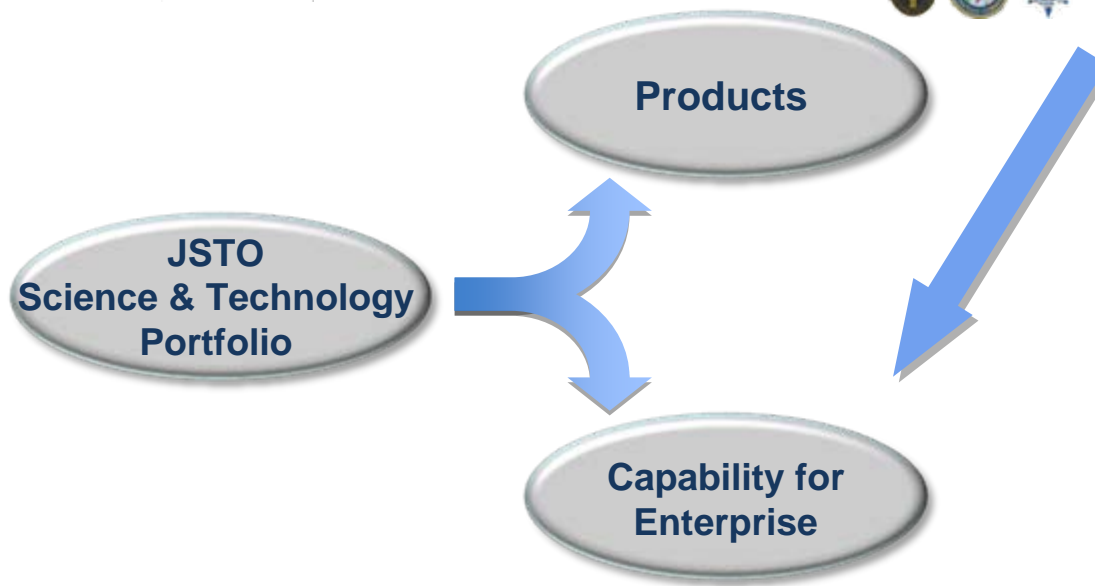 Products
JSTO
Science & Technology
Portfolio
Capability for
Enterprise